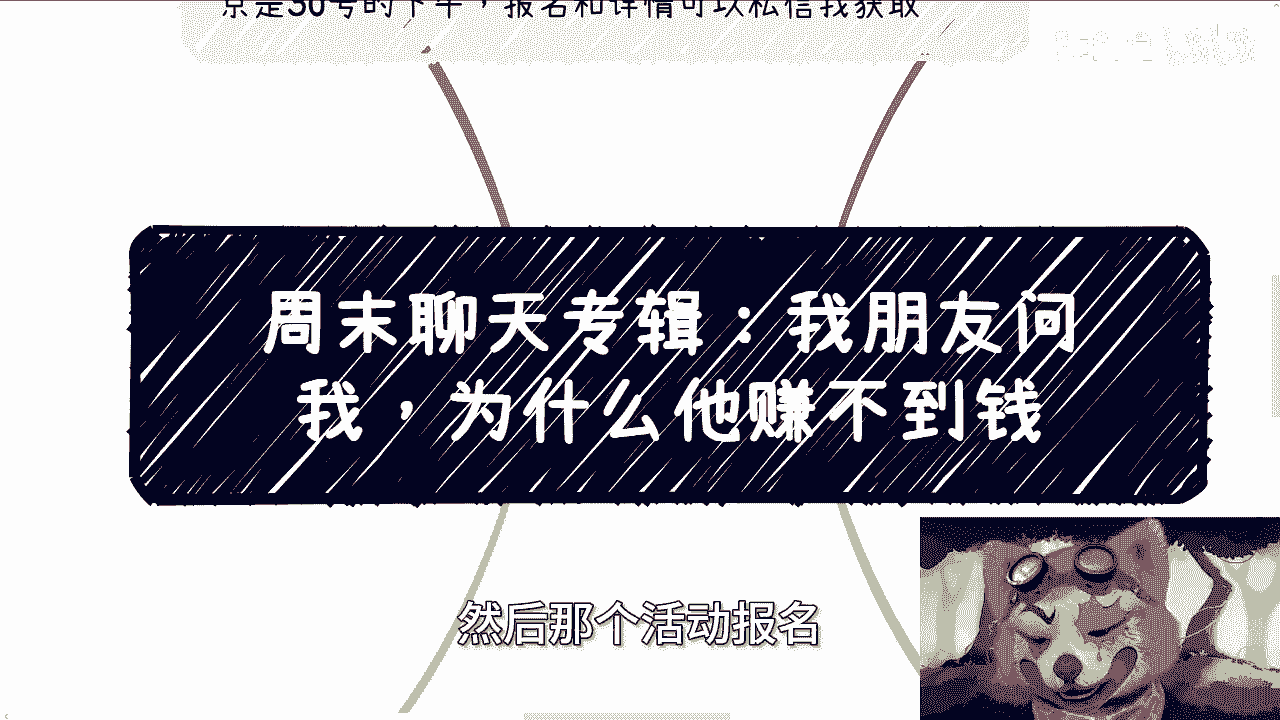 京是30号的下午，报名和详情可以私信我获取
周末聊天专辑：我朋友问
我，为什么他赚不到钱
然后那个活动报名